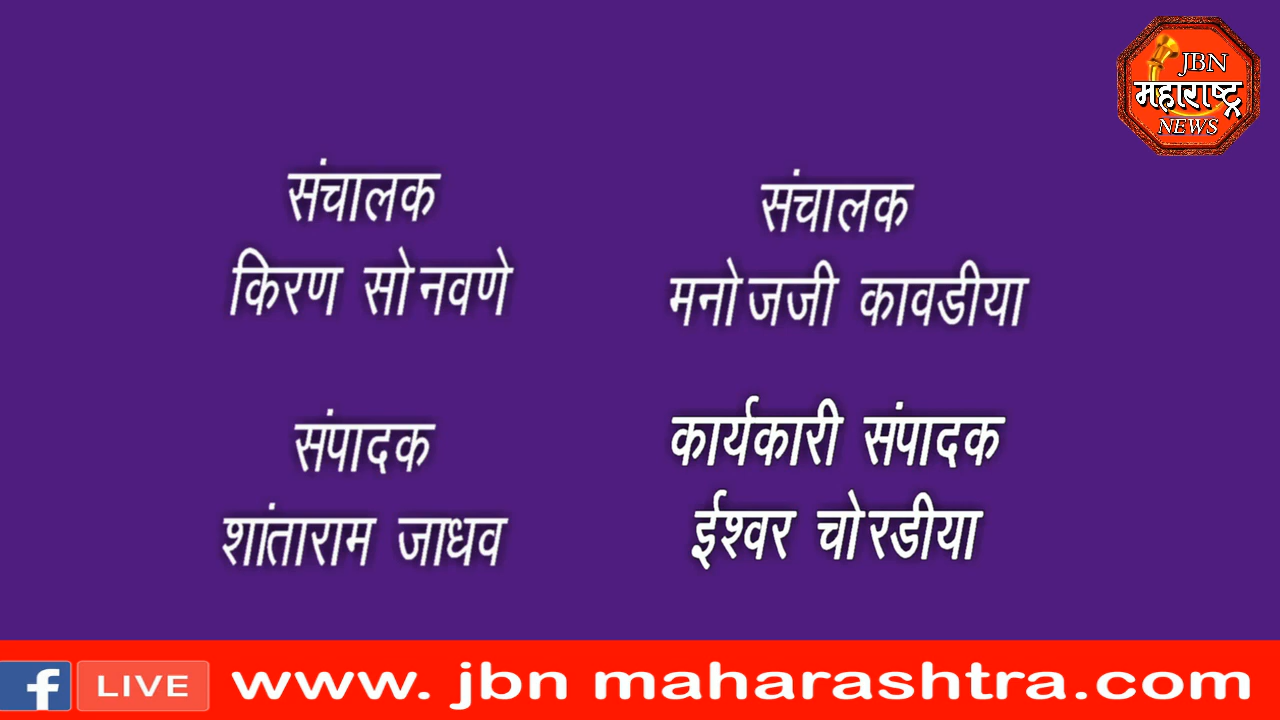 JBN
महाराष्ट्र
NEWS
संचालक
किरण सोनवणे
संचालक
मनोजजी कावडीया
संपादक
शांताराम जाधव
कार्यकारी संपादक
ईश्वर चोरडीया
f LIVE www. jbn maharashtra.com